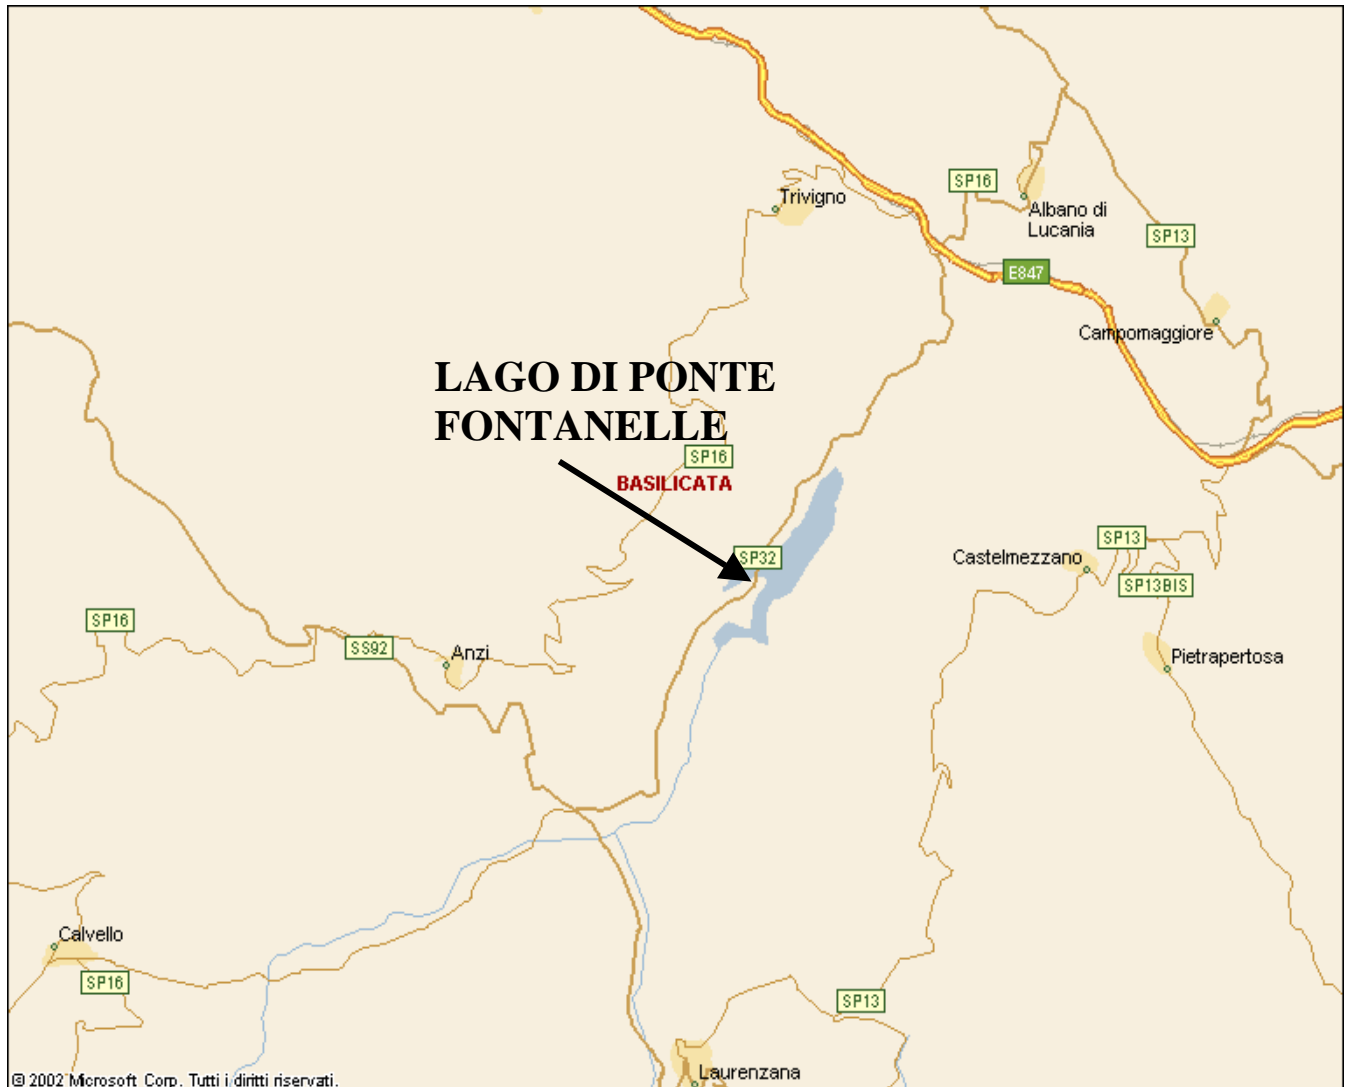 SP16
Trivigno
Albano di
Lucania
SP13
E847
Campomaggiore
LAGO DI PONTE
FONTANELLE
SP16
BASILICATA
SP32
SP13
Castelmezzano
SP13BIS
SP16
SS92
Anzi
Pietrapertosa
Calvello
SP16
SP13
Laurenzana
© 2002 Microsoft Corp. Tutti i diritti riservati.